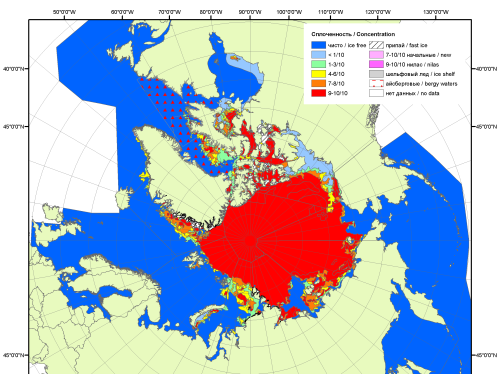 50°0'0"W 60°0'0"W 70°0'0"W 80°0'0"W 90°0'0"W 100°0'0"W 110°0'0"W 120°0'0"W 130°0'0"W
Сплоченность / Concentration
чисто / ice free
< 1/10
1-3/10
4-6/10
7-8/10
9-10/10
припай / fast ice
7-10/10 начальные / new
9-10/10 нилас / nilas
шельфовый лед / ice shelf
айсберговые / bergy waters
нет данных / no data
40°0'0"N 40°0'0"N
45°0'0"N 45°0'0"N
45°0'0"N 45°0'0"N